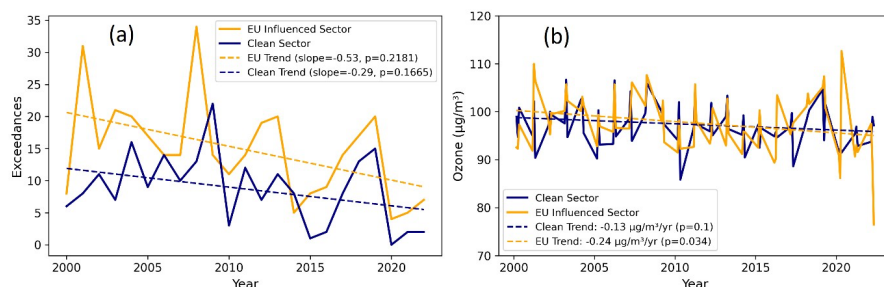 (a)
EU Influenced Sector
Clean Sector
EU Trend (slope=-0.53, p=0.2181)
Clean Trend (slope=-0.29, p=0.1665)
Exceedances
35
30
25
20
15
10
5
0
2000
2005
2010
2015
2020
Year
(b)
Ozone (µg/m³)
120
110
100
90
80
70
Clean Sector
EU Influenced Sector
Clean Trend: -0.13 µg/m³/yr (p=0.1)
EU Trend: -0.24 µg/m³/yr (p=0.034)
2000
2005
2010
2015
2020
Year